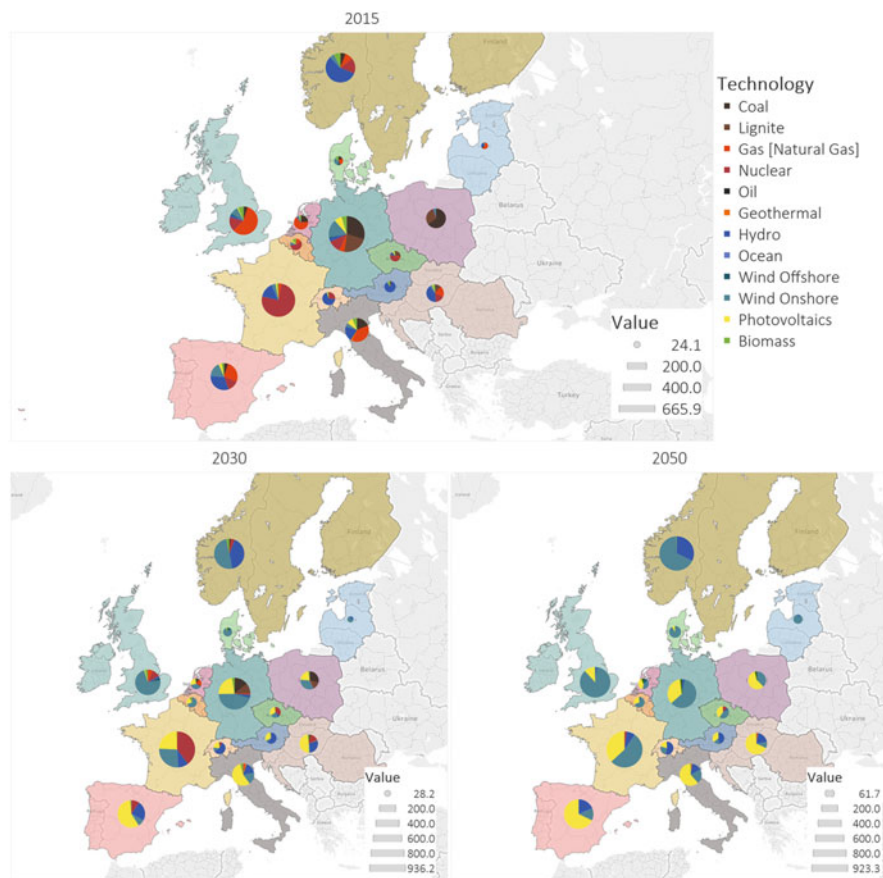 2015
Finland
Technology
Coal
Lignite
Gas [Natural Gas]
Nuclear
Oil
Geothermal
Hydro
Ocean
Wind Offshore
Wind Onshore
Photovoltaics
Biomass
Belarus
Ukraine
Turkey
Value
24.1
200.0
400.0
665.9
2030
2050
Finland
Finland
Belarus
Belarus
Ukraine
Ukraine
Value
28.2
200.0
400.0
600.0
800.0
936.2
Value
61.7
200.0
400.0
600.0
800.0
923.3